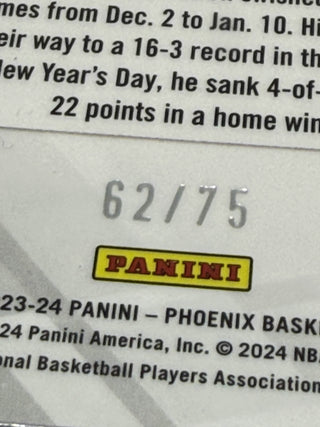 mes from Dec. 2 to Jan. 10. Hi
eir way to a 16-3 record in th
New Year's Day, he sank 4-of-
22 points in a home win
62/75
PANINI
23-24 PANINI – PHOENIX BASK
24 Panini America, Inc. © 2024 NB
onal Basketball Players Association